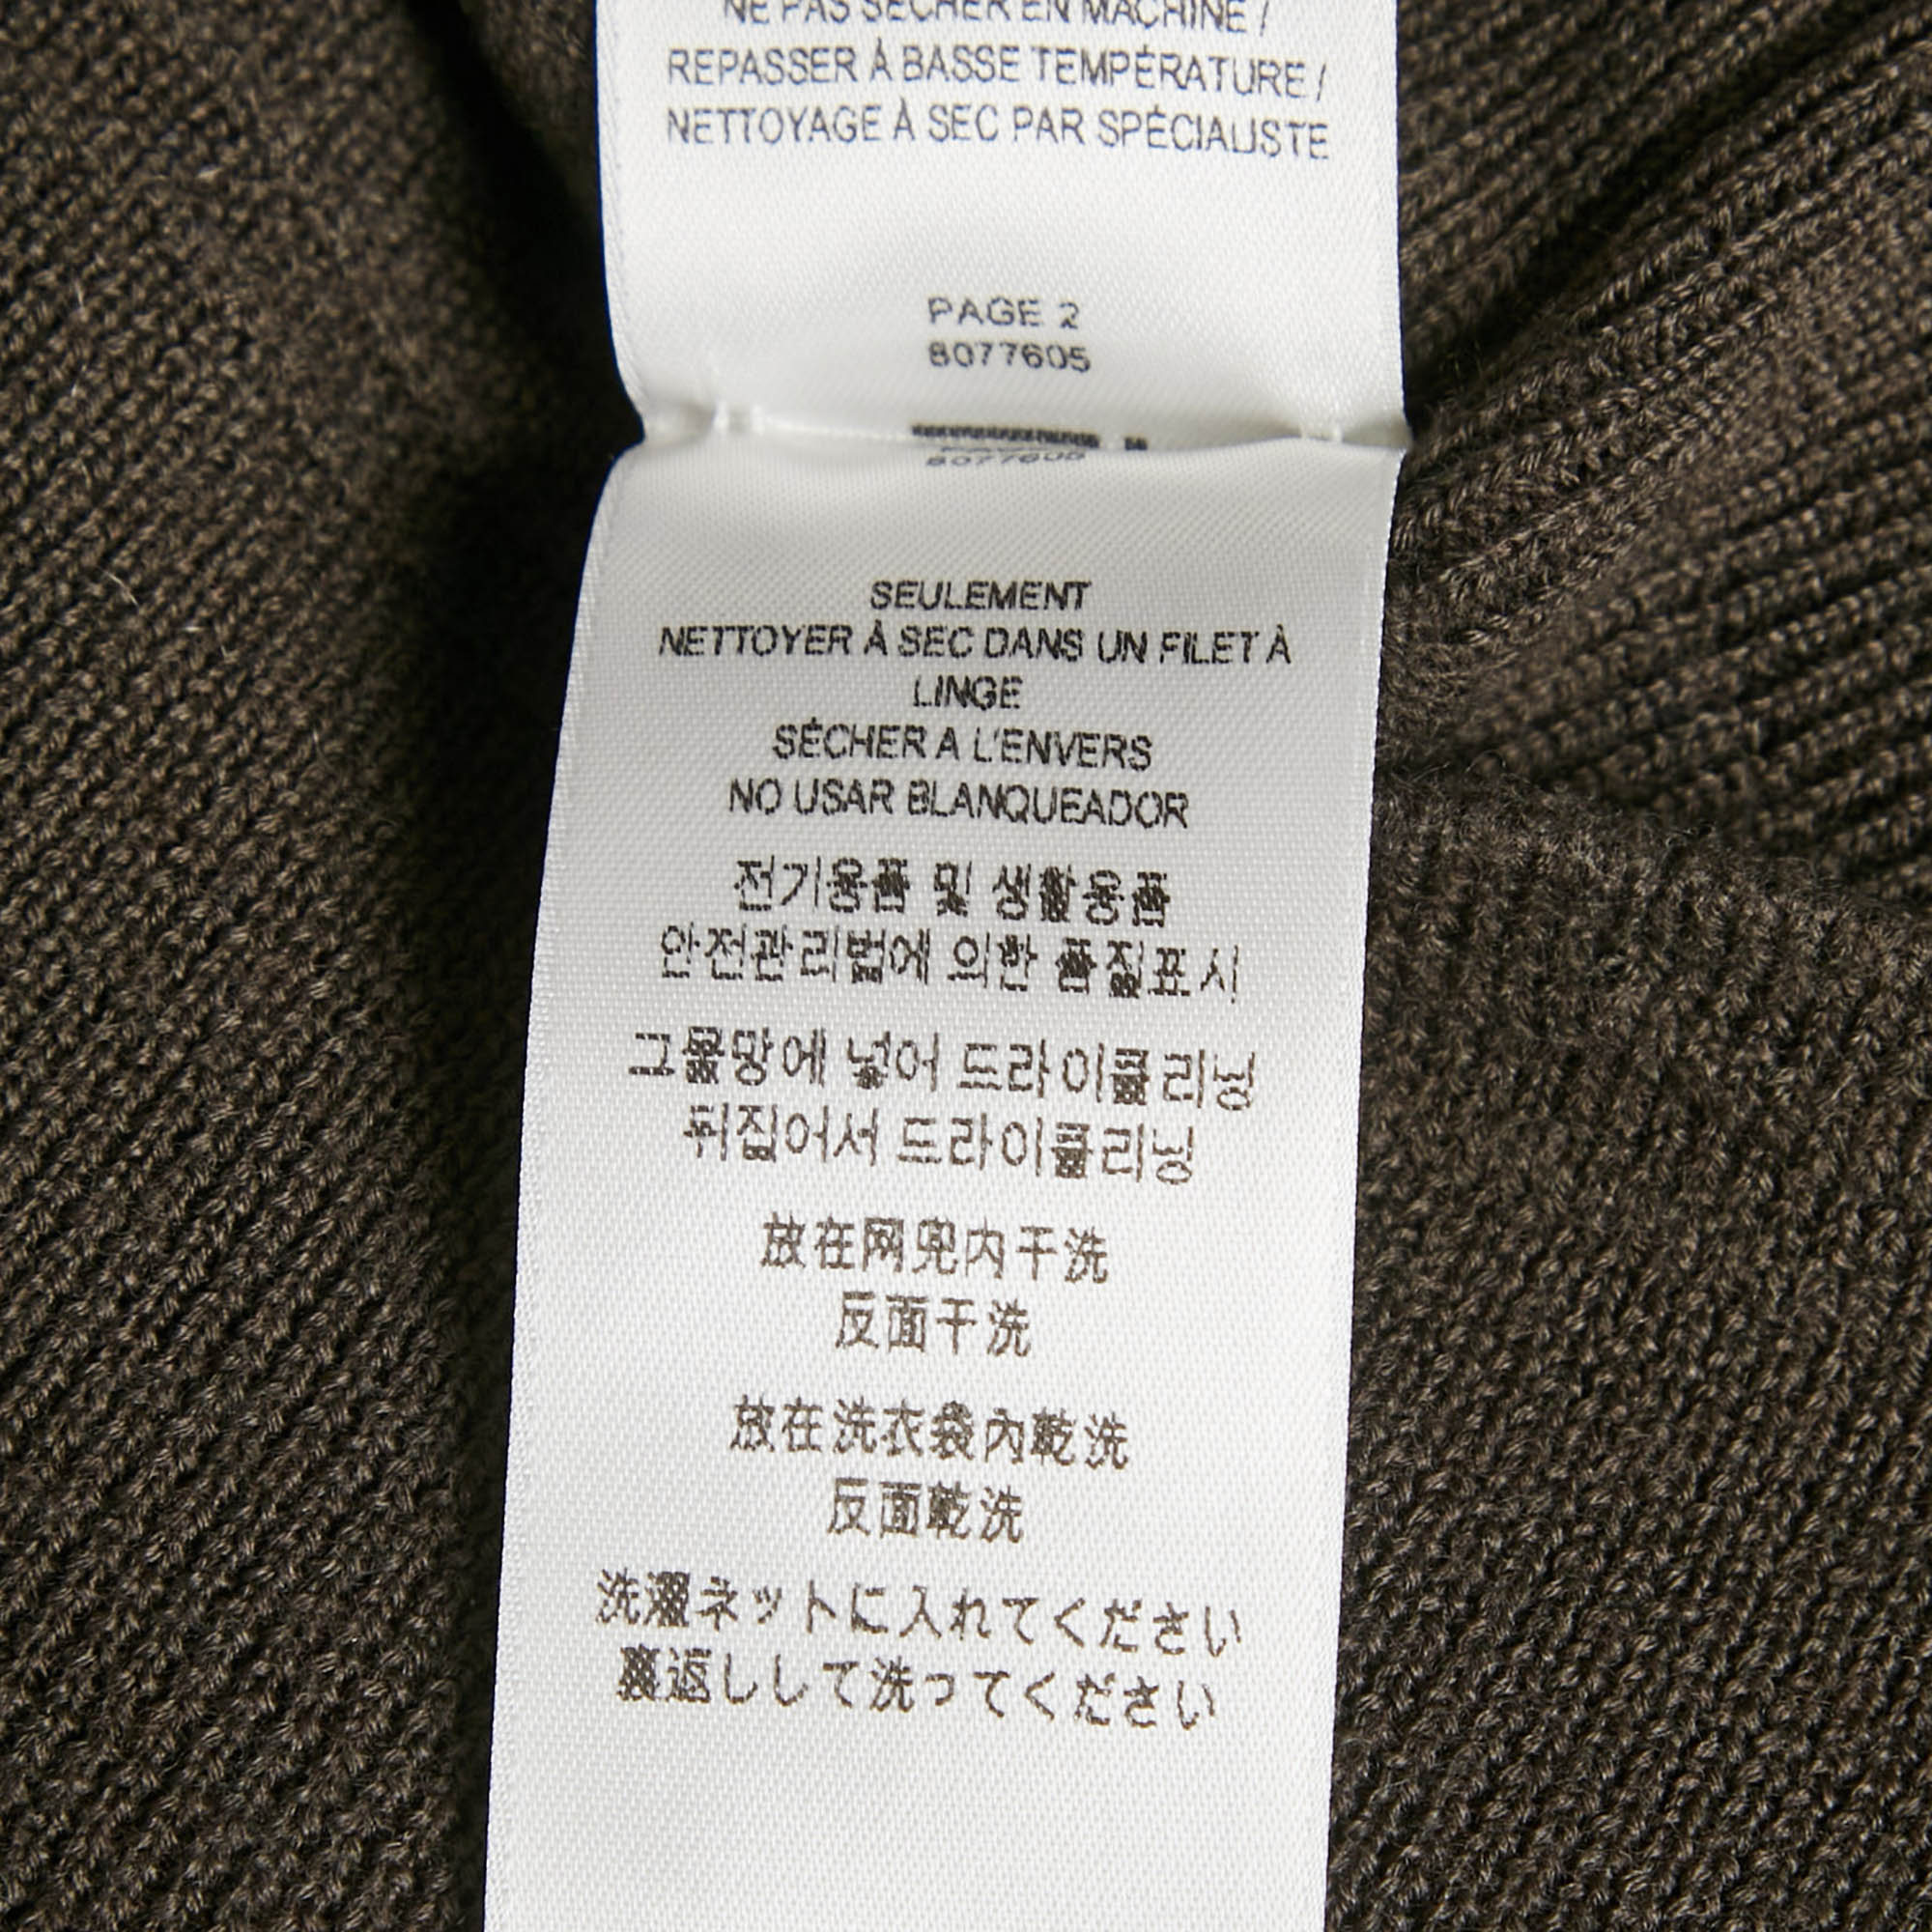 NE PAS SÉCHER EN MACHINE /
REPASSER À BASSE TEMPÉRATURE /
NETTOYAGE À SEC PAR SPÉCIALISTE
PAGE 2
8077605
8077605
SEULEMENT
NETTOYER À SEC DANS UN FILET À
LINGE
SÉCHER A L'ENVERS
NO USAR BLANQUEADOR
전기용품 및 생활용품
안전관리법에 의한 품질표시
그물망에 넣어 드라이클리닝
뒤집어서 드라이클리닝
放在网兜内干洗
反面干洗
放在洗衣袋內乾洗
反面乾洗
洗濯ネットに入れてください
裏返しして洗ってください